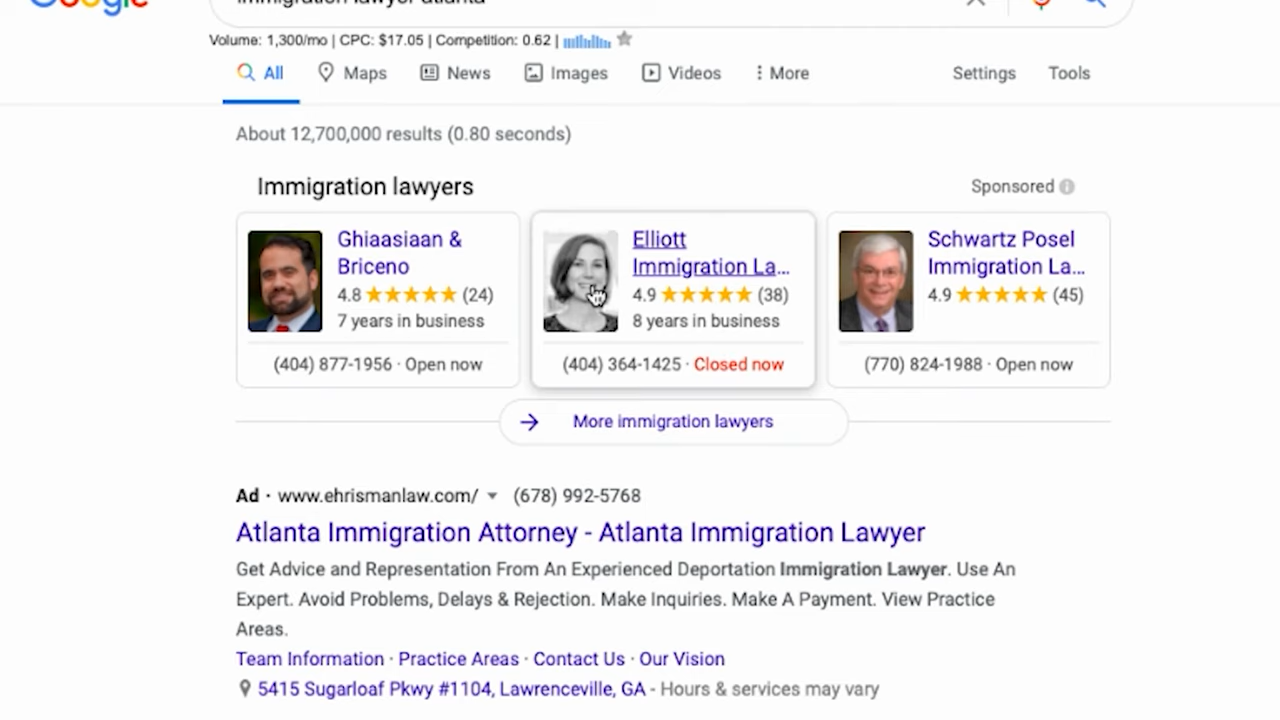 Google
immigration lawyer atlanta
Volume: 1,300/mo | CPC: $17.05 | Competition: 0.62 |
All
Maps
News
Images
Videos
More
Settings
Tools
About 12,700,000 results (0.80 seconds)
Immigration lawyers
Sponsored
Ghiaasiaan &
Briceno
4.8 (24)
7 years in business
(404) 877-1956 · Open now
Elliott
Immigration La...
4.9 (38)
8 years in business
(404) 364-1425 · Closed now
Schwartz Posel
Immigration La...
4.9 (45)
(770) 824-1988 · Open now
More immigration lawyers
Ad · www.ehrismanlaw.com/ (678) 992-5768
Atlanta Immigration Attorney - Atlanta Immigration Lawyer
Get Advice and Representation From An Experienced Deportation Immigration Lawyer. Use An
Expert. Avoid Problems, Delays & Rejection. Make Inquiries. Make A Payment. View Practice
Areas.
Team Information · Practice Areas · Contact Us · Our Vision
5415 Sugarloaf Pkwy #1104, Lawrenceville, GA - Hours & services may vary